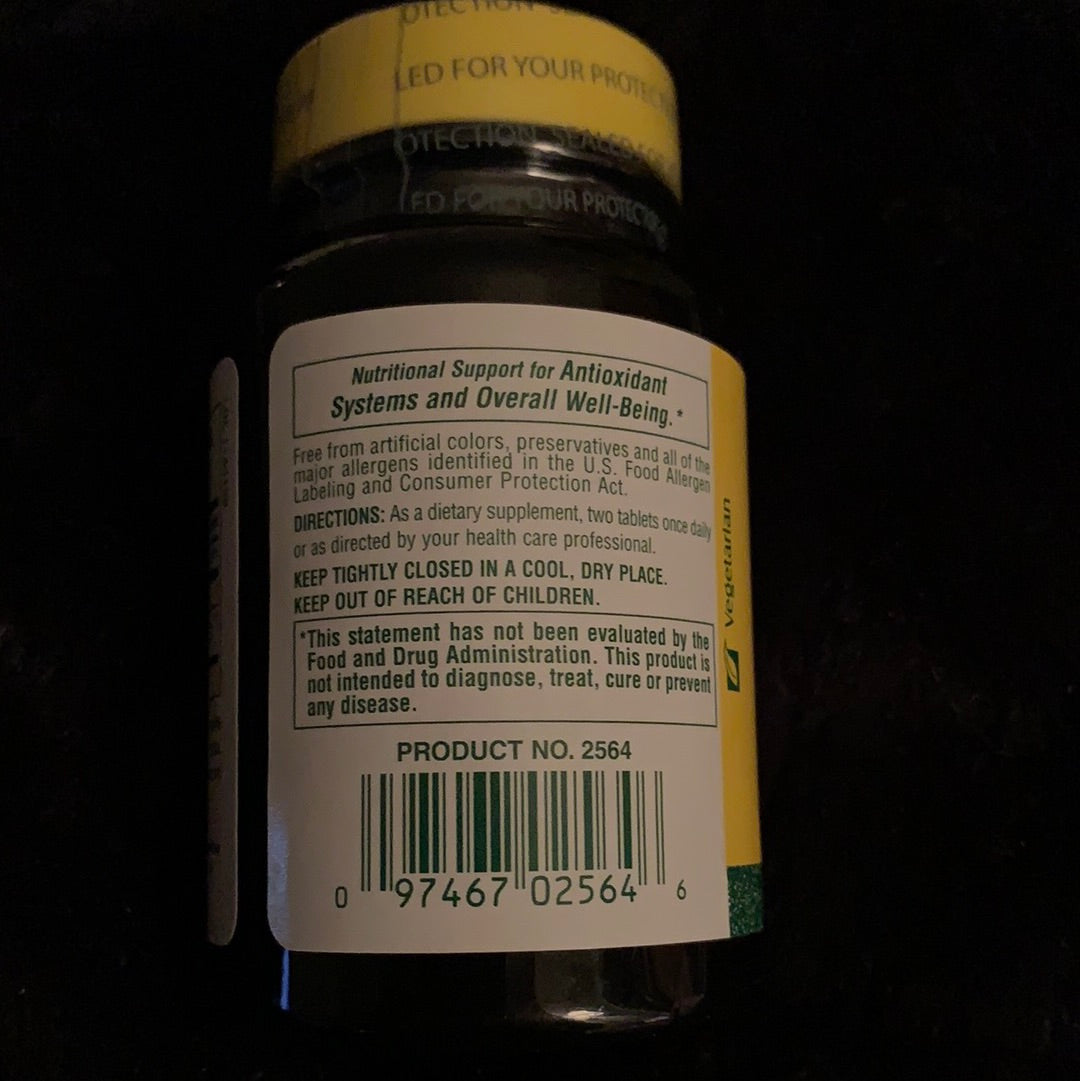 OTECTION
LED FOR YOUR PROTEC
OTECTION SEALED FOR
ED FOR YOUR PROTEC
Nutritional Support for Antioxidant
Systems and Overall Well-Being.*
Free from artificial colors, preservatives and all of the
major allergens identified in the U.S. Food Allergen
Labeling and Consumer Protection Act.
DIRECTIONS: As a dietary supplement, two tablets once daily
or as directed by your health care professional.
KEEP TIGHTLY CLOSED IN A COOL, DRY PLACE.
KEEP OUT OF REACH OF CHILDREN.
*This statement has not been evaluated by the
Food and Drug Administration. This product is
not intended to diagnose, treat, cure or prevent
any disease.
PRODUCT NO. 2564
0 97467 02564 6
Vegetarian